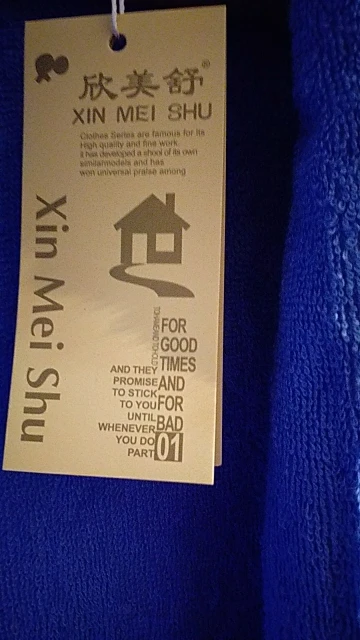 欣美舒®
XIN MEI SHU
Clothes Series are famous for its
High quality and fine work.
it has developed a shool of its own
similarmodels and has
won universal praise among
Xin Mei Shu
FOR
GOOD
TIMES
AND
FOR
BAD
01
AND THEY
PROMISE
TO STICK
TO YOU
UNTIL
WHENEVER
YOU DO
PART